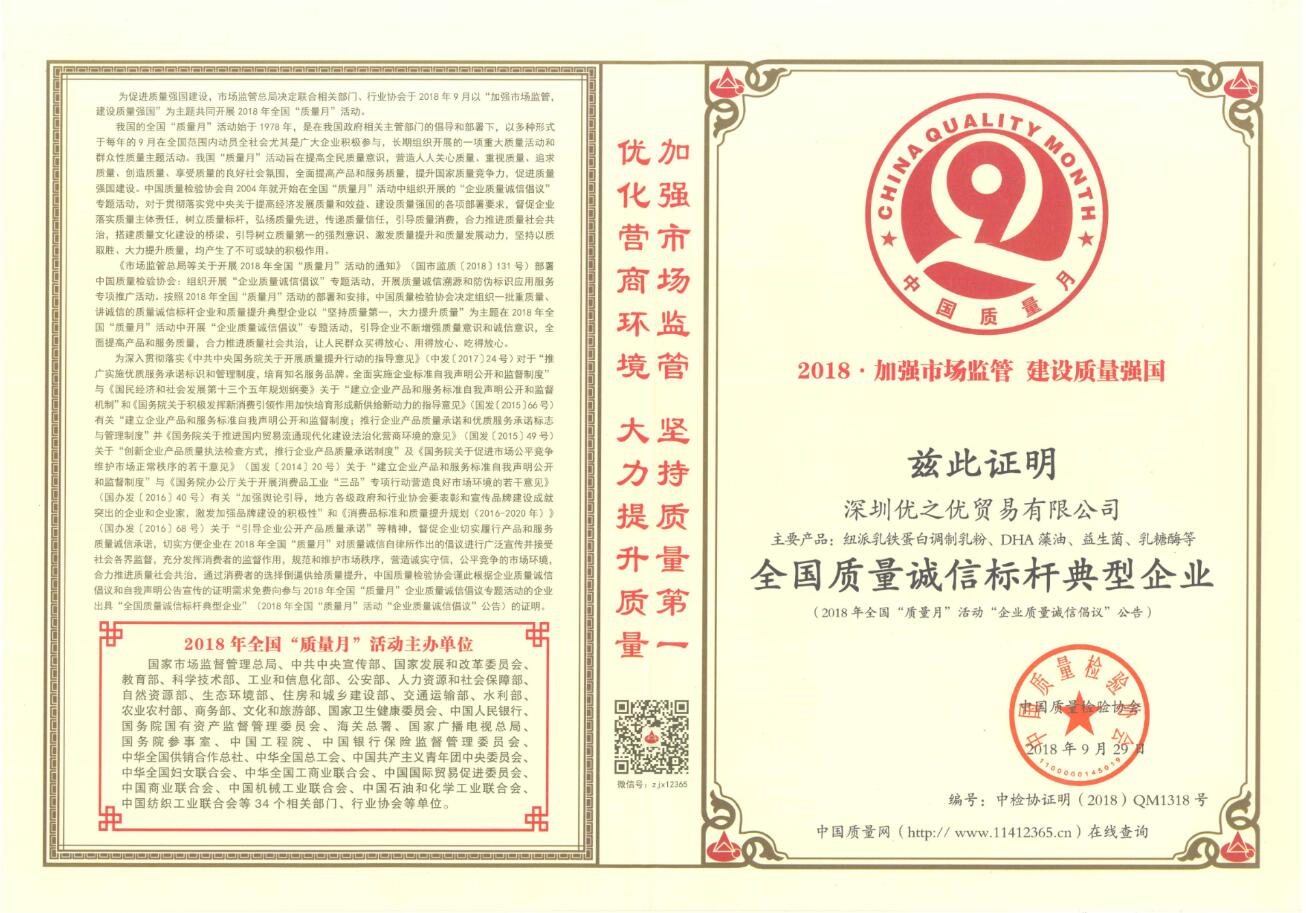 为促进质量强国建设，市场监管总局决定联合相关部门、行业协会于 2018 年 9 月以“加强市场监管，
建设质量强国”为主题共同开展 2018 年全国“质量月”活动。
我国的全国“质量月”活动始于 1978 年，是在我国政府相关主管部门的倡导和部署下，以多种形式
于每年的 9 月在全国范围内动员全社会尤其是广大企业积极参与，长期组织开展的一项重大质量活动和
群众性质量主题活动。我国“质量月”活动旨在提高全民质量意识，营造人人关心质量、重视质量、追求
质量、创造质量、享受质量的良好社会氛围，全面提高产品和服务质量，提升国家质量竞争力，促进质量
强国建设。中国质量检验协会自 2004 年就开始在全国“质量月”活动中组织开展的“企业质量诚信倡议”
专题活动，对于贯彻落实党中央关于提高经济发展质量和效益、建设质量强国的各项部署要求，督促企业
落实质量主体责任，树立质量标杆，弘扬质量先进，传递质量信任，引导质量消费，合力推进质量社会共
治，搭建质量文化建设的桥梁、引导树立质量第一的强烈意识、激发质量提升和质量发展动力，坚持以质
取胜、大力提升质量，均产生了不可或缺的积极作用。
《市场监管总局等关于开展 2018 年全国“质量月”活动的通知》（国市监质〔2018〕131 号）部署
中国质量检验协会：组织开展“企业质量诚信倡议”专题活动，开展质量诚信溯源和防伪标识应用服务
专项推广活动。按照 2018 年全国“质量月”活动的部署和安排，中国质量检验协会决定组织一批重质量、
讲诚信的质量诚信标杆企业和质量提升典型企业以“坚持质量第一，大力提升质量”为主题在 2018 年全
国“质量月”活动中开展“企业质量诚信倡议”专题活动，引导企业不断增强质量意识和诚信意识，全
面提高产品和服务质量，合力推进质量社会共治，让人民群众买得放心、用得放心、吃得放心。
为深入贯彻落实《中共中央国务院关于开展质量提升行动的指导意见》（中发〔2017〕24 号）对于“推
广实施优质服务承诺标识和管理制度，培育知名服务品牌。全面实施企业标准自我声明公开和监督制度”
与《国民经济和社会发展第十三个五年规划纲要》关于“建立企业产品和服务标准自我声明公开和监督
机制”和《国务院关于积极发挥新消费引领作用加快培育形成新供给新动力的指导意见》（国发〔2015〕66 号）
有关“建立企业产品和服务标准自我声明公开和监督制度；推行企业产品质量承诺和优质服务承诺标志
与管理制度”并《国务院关于推进国内贸易流通现代化建设法治化营商环境的意见》（国发〔2015〕49 号）
关于“创新企业产品质量执法检查方式，推行企业产品质量承诺制度”及《国务院关于促进市场公平竞争
维护市场正常秩序的若干意见》（国发〔2014〕20 号）关于“建立企业产品和服务标准自我声明公开
和监督制度”与《国务院办公厅关于开展消费品工业“三品”专项行动营造良好市场环境的若干意见》
（国办发〔2016〕40 号）有关“加强舆论引导，地方各级政府和行业协会要表彰和宣传品牌建设成就
突出的企业和企业家，激发加强品牌建设的积极性”和《消费品标准和质量提升规划（2016-2020 年）》
（国办发〔2016〕68 号）关于“引导企业公开产品质量承诺”等精神，督促企业切实履行产品和服务
质量诚信承诺，切实方便企业在 2018 年全国“质量月”对质量诚信自律所作出的倡议进行广泛宣传并接受
社会各界监督，充分发挥消费者的监督作用，规范和维护市场秩序，营造诚实守信、公平竞争的市场环境，
合力推进质量社会共治，通过消费者的选择倒逼供给质量提升，中国质量检验协会谨此根据企业质量诚信
倡议和自我声明公告宣传的证明需求免费向参与 2018 年全国“质量月”企业质量诚信倡议专题活动的企业
出具“全国质量诚信标杆典型企业”（2018 年全国“质量月”活动“企业质量诚信倡议”公告）的证明。
2018 年全国“质量月”活动主办单位
国家市场监督管理总局、中共中央宣传部、国家发展和改革委员会、
教育部、科学技术部、工业和信息化部、公安部、人力资源和社会保障部、
自然资源部、生态环境部、住房和城乡建设部、交通运输部、水利部、
农业农村部、商务部、文化和旅游部、国家卫生健康委员会、中国人民银行、
国务院国有资产监督管理委员会、海关总署、国家广播电视总局、
国务院参事室、中国工程院、中国银行保险监督管理委员会、
中华全国供销合作总社、中华全国总工会、中国共产主义青年团中央委员会、
中华全国妇女联合会、中华全国工商业联合会、中国国际贸易促进委员会、
中国商业联合会、中国机械工业联合会、中国石油和化学工业联合会、
中国纺织工业联合会等 34 个相关部门、行业协会等单位。
加强市场监管 坚持质量第一
优化营商环境 大力提升质量
微信号：zjx12365
CHINA QUALITY MONTH
中国质量月
2018·加强市场监管 建设质量强国
兹此证明
深圳优之优贸易有限公司
主要产品：纽派乳铁蛋白调制乳粉、DHA 藻油、益生菌、乳糖酶等
全国质量诚信标杆典型企业
（2018 年全国“质量月”活动“企业质量诚信倡议”公告）
中国质量检验协会
中国质量检验协会
2018 年 9 月 29 日
1100000145019
编号：中检协证明（2018）QM1318 号
中国质量网（http:// www.11412365.cn）在线查询